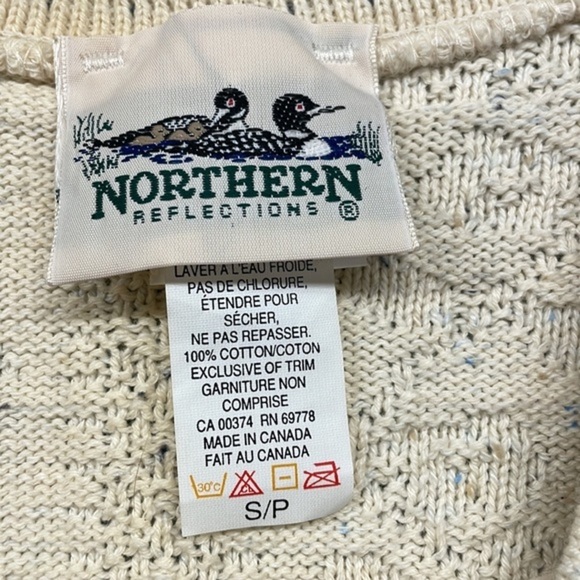 NORTHERN
REFLECTIONS ®
LAVER A L'EAU FROIDE,
PAS DE CHLORURE,
ÉTENDRE POUR
SÉCHER,
NE PAS REPASSER.
100% COTTON/COTON
EXCLUSIVE OF TRIM
GARNITURE NON
COMPRISE
CA 00374 RN 69778
MADE IN CANADA
FAIT AU CANADA
30°C CL
S/P